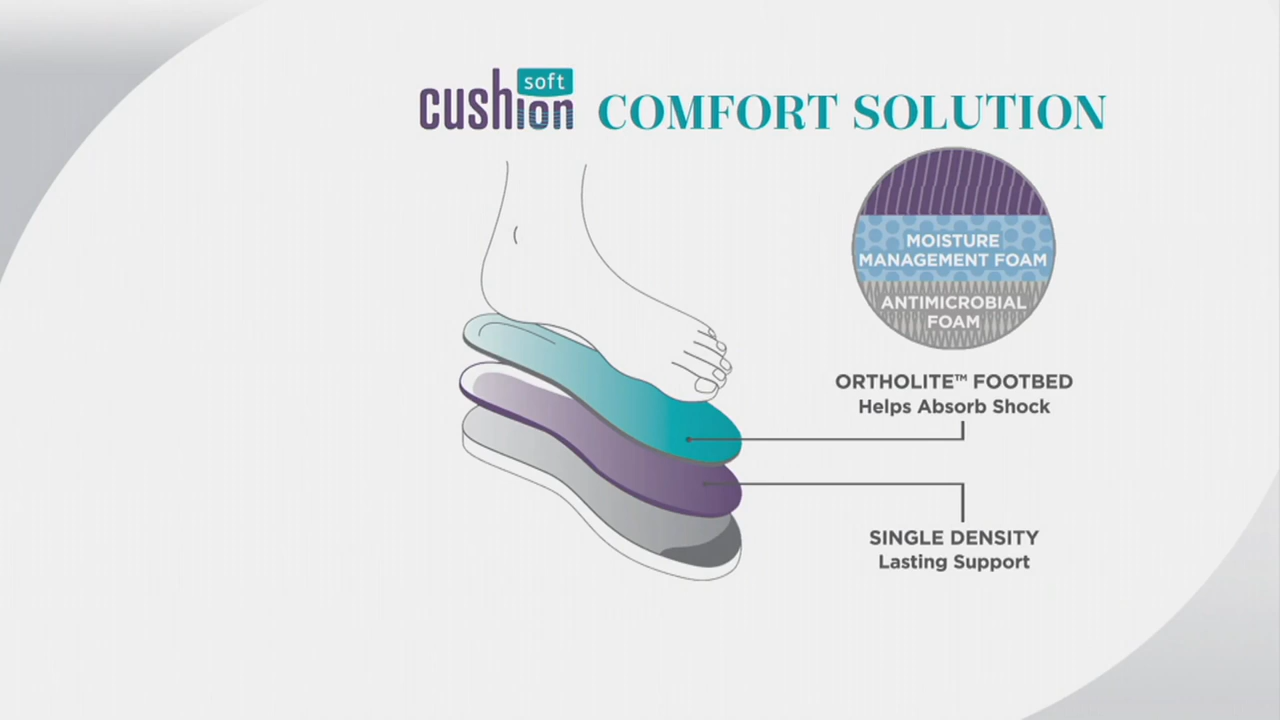 cushion soft COMFORT SOLUTION
MOISTURE
MANAGEMENT FOAM
ANTIMICROBIAL
FOAM
ORTHOLITE™ FOOTBED
Helps Absorb Shock
SINGLE DENSITY
Lasting Support